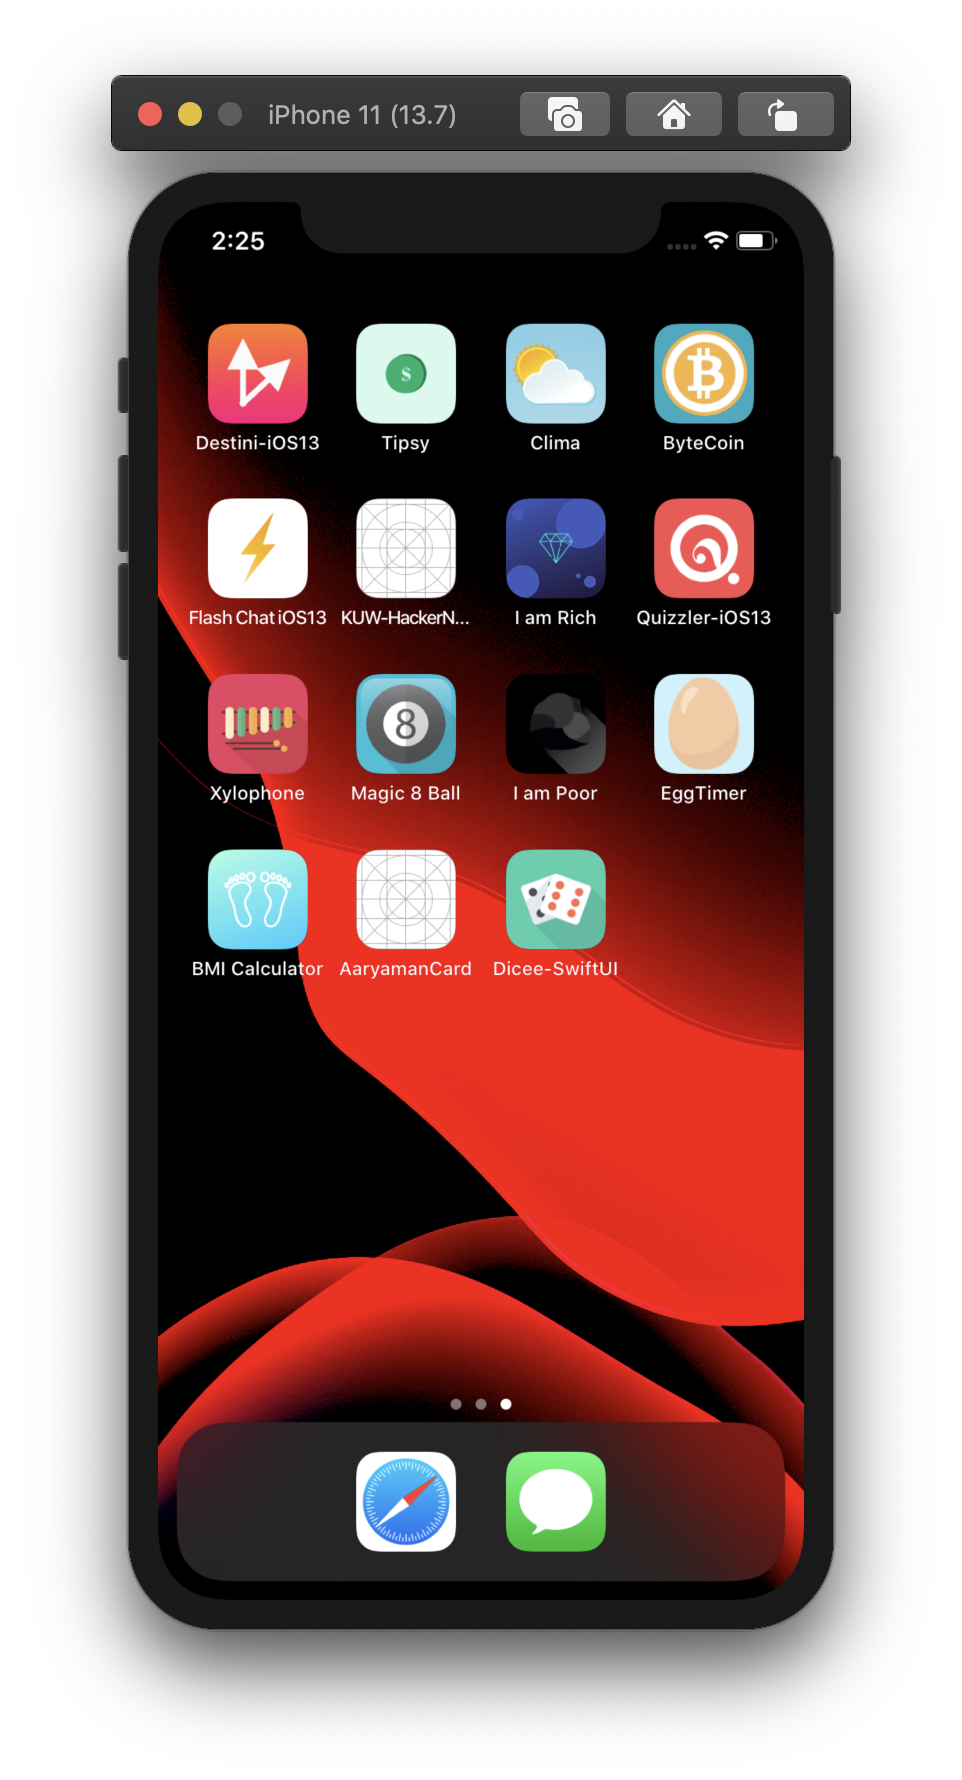 iPhone 11 (13.7)
2:25
Destini-iOS13
Tipsy
Clima
ByteCoin
Flash Chat iOS13
KUW-HackerN...
I am Rich
Quizzler-iOS13
8
Xylophone
Magic 8 Ball
I am Poor
EggTimer
BMI Calculator
AaryamanCard
Dicee-SwiftUI